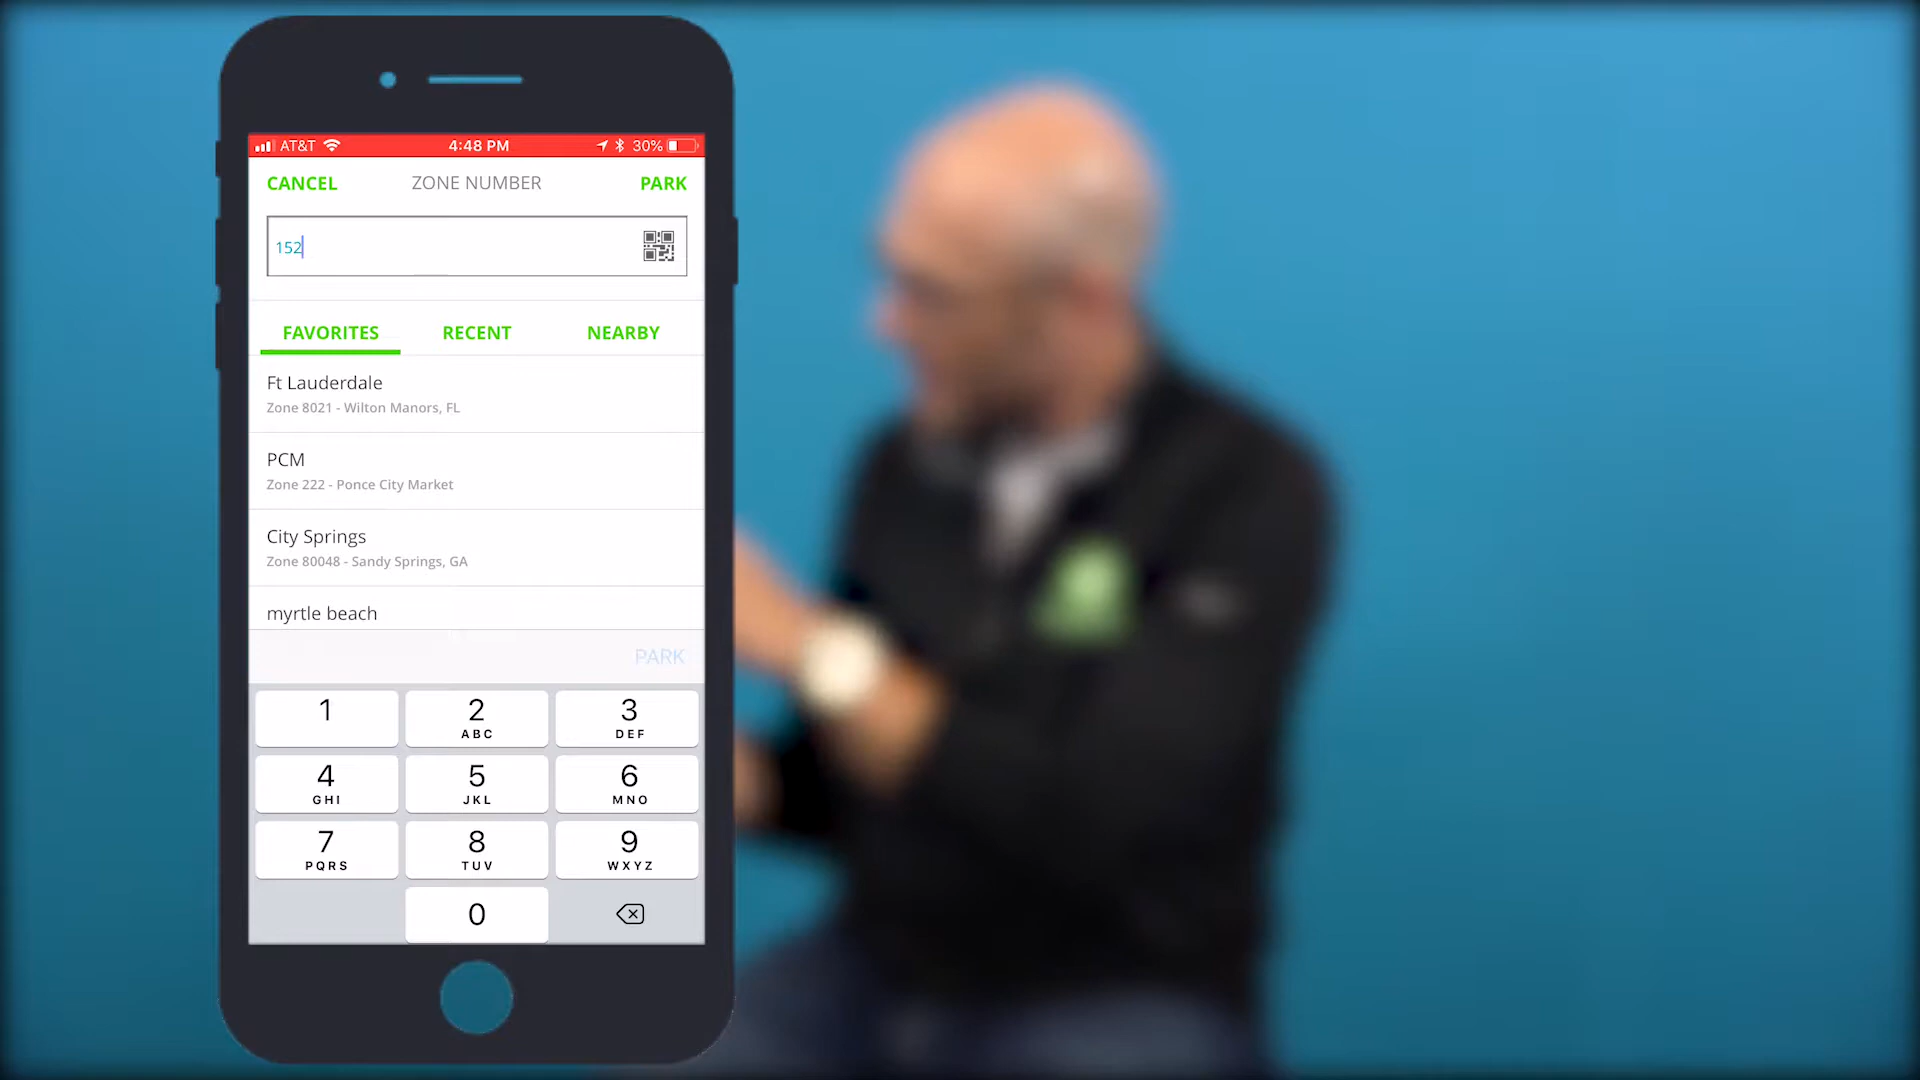 AT&T 4:48 PM 30%
CANCEL ZONE NUMBER PARK
152
FAVORITES RECENT NEARBY
Ft Lauderdale
Zone 8021 - Wilton Manors, FL
PCM
Zone 222 - Ponce City Market
City Springs
Zone 80048 - Sandy Springs, GA
myrtle beach
PARK
1 2 3
ABC DEF
4 5 6
GHI JKL MNO
7 8 9
PQRS TUV WXYZ
0